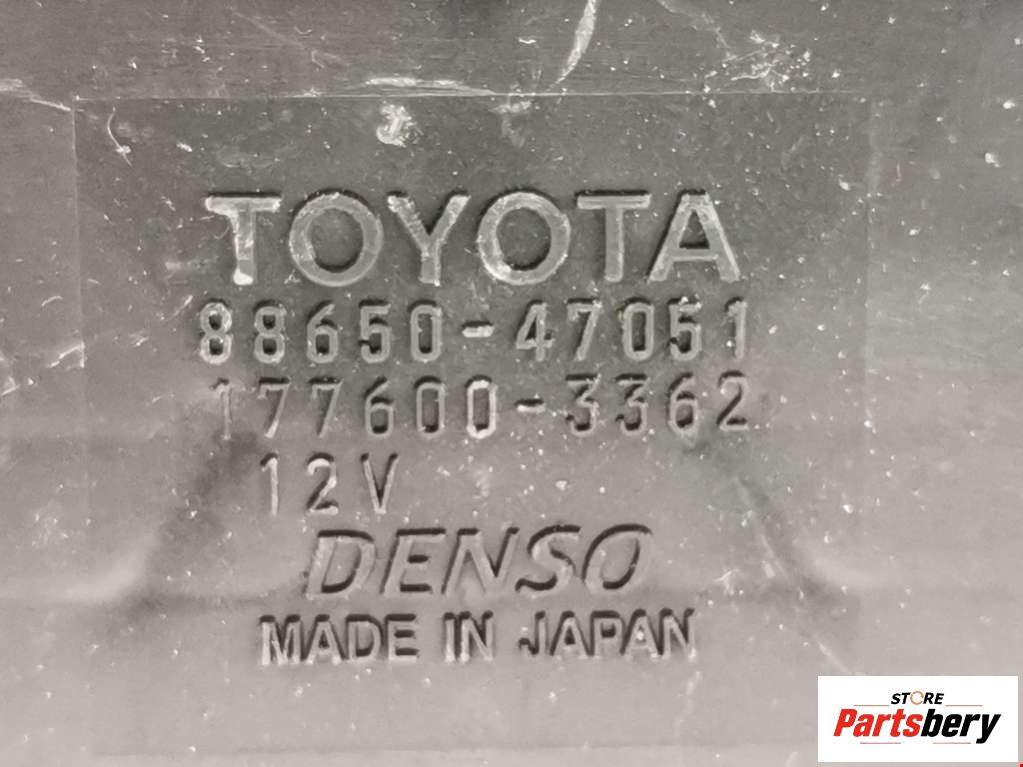 TOYOTA
88650-47051
177600-3362
12V
DENSO
MADE IN JAPAN
STORE
Partsbery